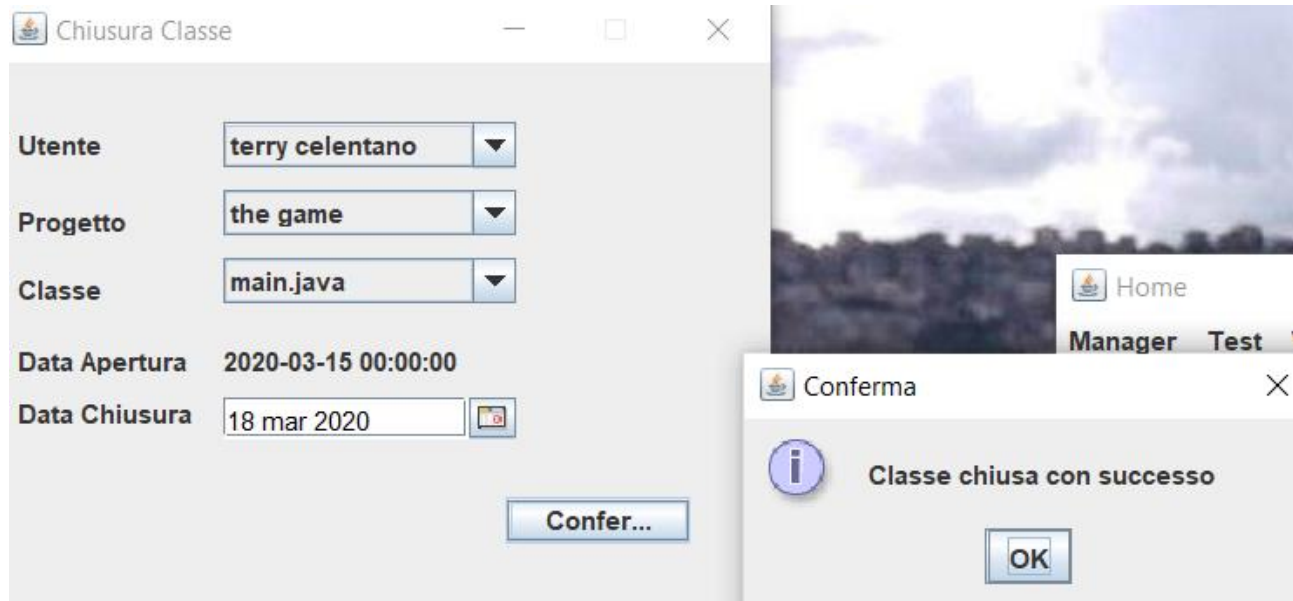 Chiusura Classe
Utente
terry celentano
Progetto
the game
Classe
main.java
Data Apertura
2020-03-15 00:00:00
Data Chiusura
18 mar 2020
Confer...
Home
Manager Test
Conferma
Classe chiusa con successo
OK